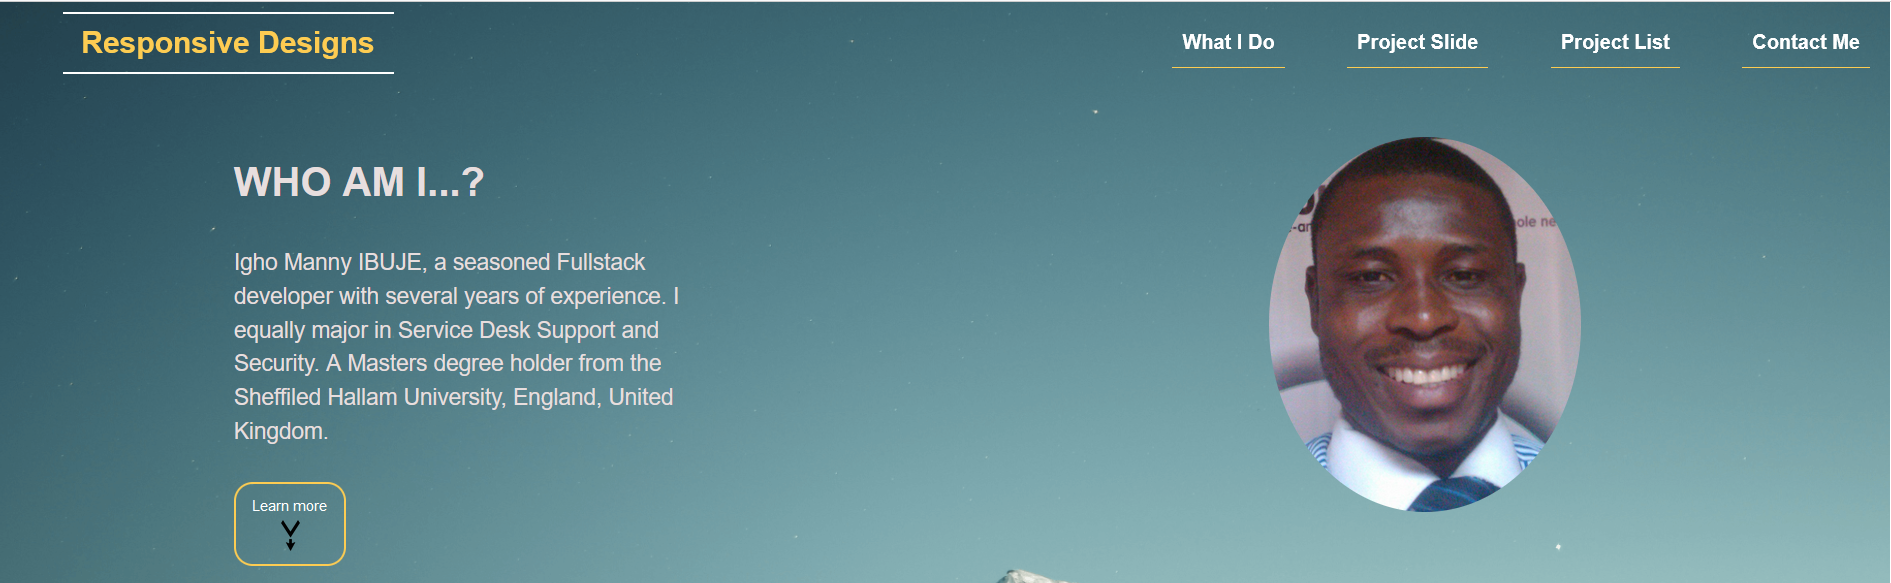 Responsive Designs
What I Do
Project Slide
Project List
Contact Me
WHO AM I...?
Igho Manny IBUJE, a seasoned Fullstack
developer with several years of experience. I
equally major in Service Desk Support and
Security. A Masters degree holder from the
Sheffiled Hallam University, England, United
Kingdom.
Learn more